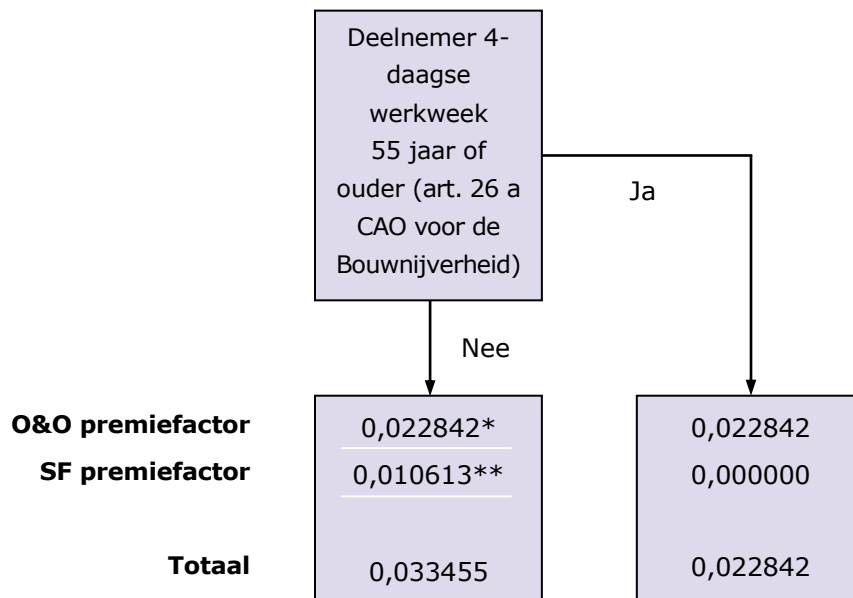 Deelnemer 4-
daagse
werkweek
55 jaar of
ouder (art. 26 a
CAO voor de
Bouwnijverheid)
Ja
Nee
O&O premiefactor 0,022842* 0,022842
SF premiefactor 0,010613** 0,000000
Totaal 0,033455 0,022842